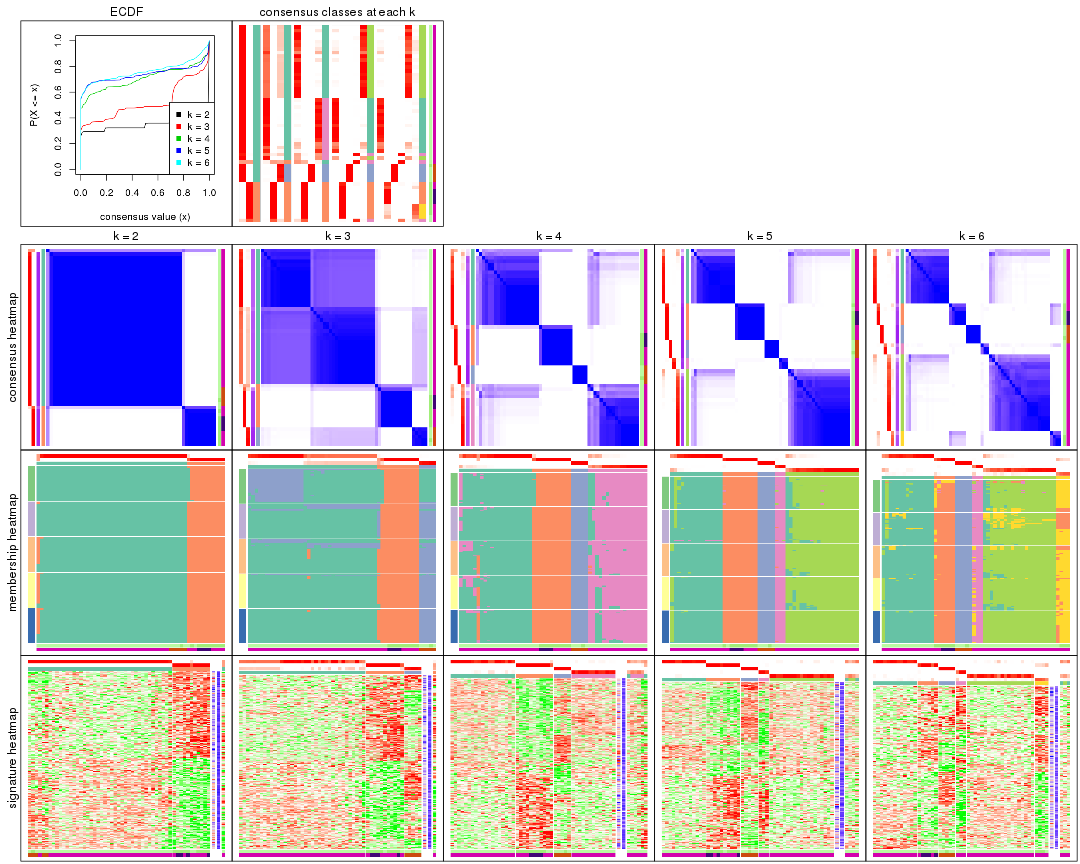 ECDF
consensus classes at each k
P(X <= x)
1.0
0.8
0.6
0.4
0.2
0.0
k = 2
k = 3
k = 4
k = 5
k = 6
0.0 0.2 0.4 0.6 0.8 1.0
consensus value (x)
k = 2
k = 3
k = 4
k = 5
k = 6
consensus heatmap
membership heatmap
signature heatmap